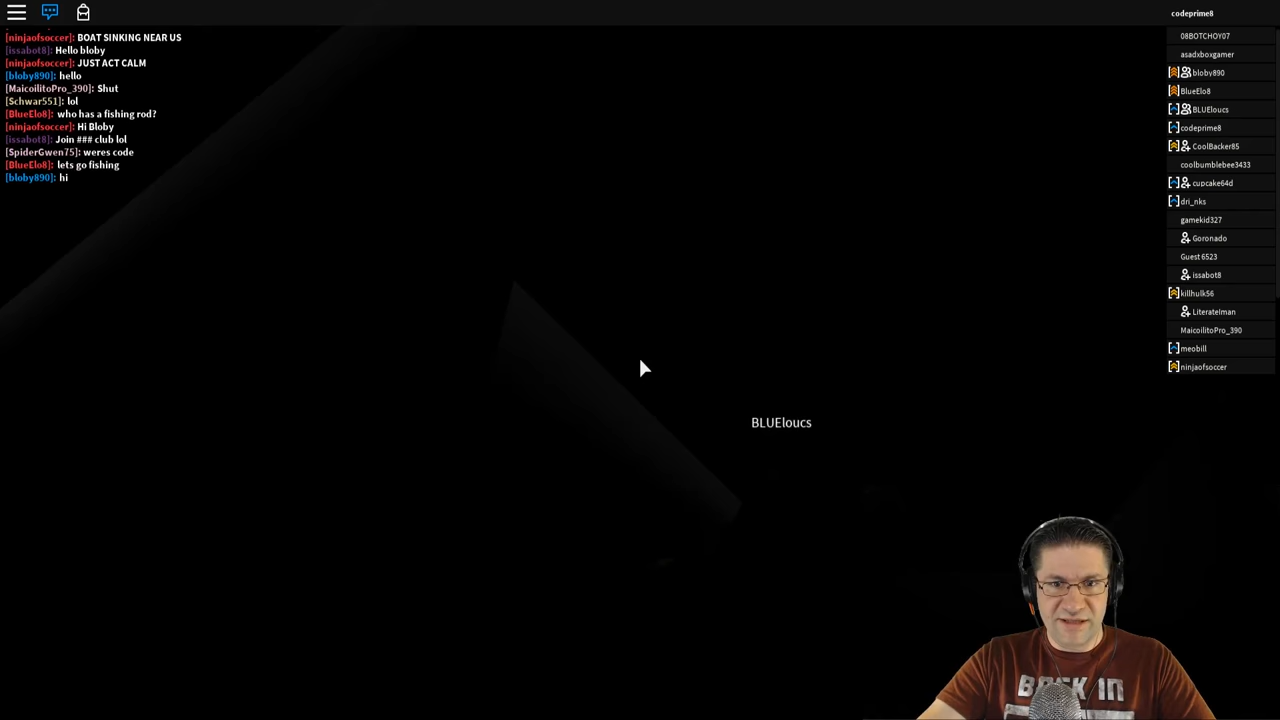 codeprime8
[ninjaofsoccer]: BOAT SINKING NEAR US
[issabot8]: Hello bloby
[ninjaofsoccer]: JUST ACT CALM
[bloby890]: hello
[MaicoilitoPro_390]: Shut
[Schwar551]: lol
[BlueElo8]: who has a fishing rod?
[ninjaofsoccer]: Hi Bloby
[issabot8]: Join ### club lol
[SpiderGwen75]: weres code
[BlueElo8]: lets go fishing
[bloby890]: hi
08BOTCHOY07
asadxboxgamer
bloby890
BlueElo8
BLUEloucs
codeprime8
CoolBacker85
coolbumblebee3433
cupcake64d
dri_nks
gamekid327
Goronado
Guest 6523
issabot8
killhulk56
LiterateIman
MaicoilitoPro_390
meobill
ninjaofsoccer
BLUEloucs
BACK IN